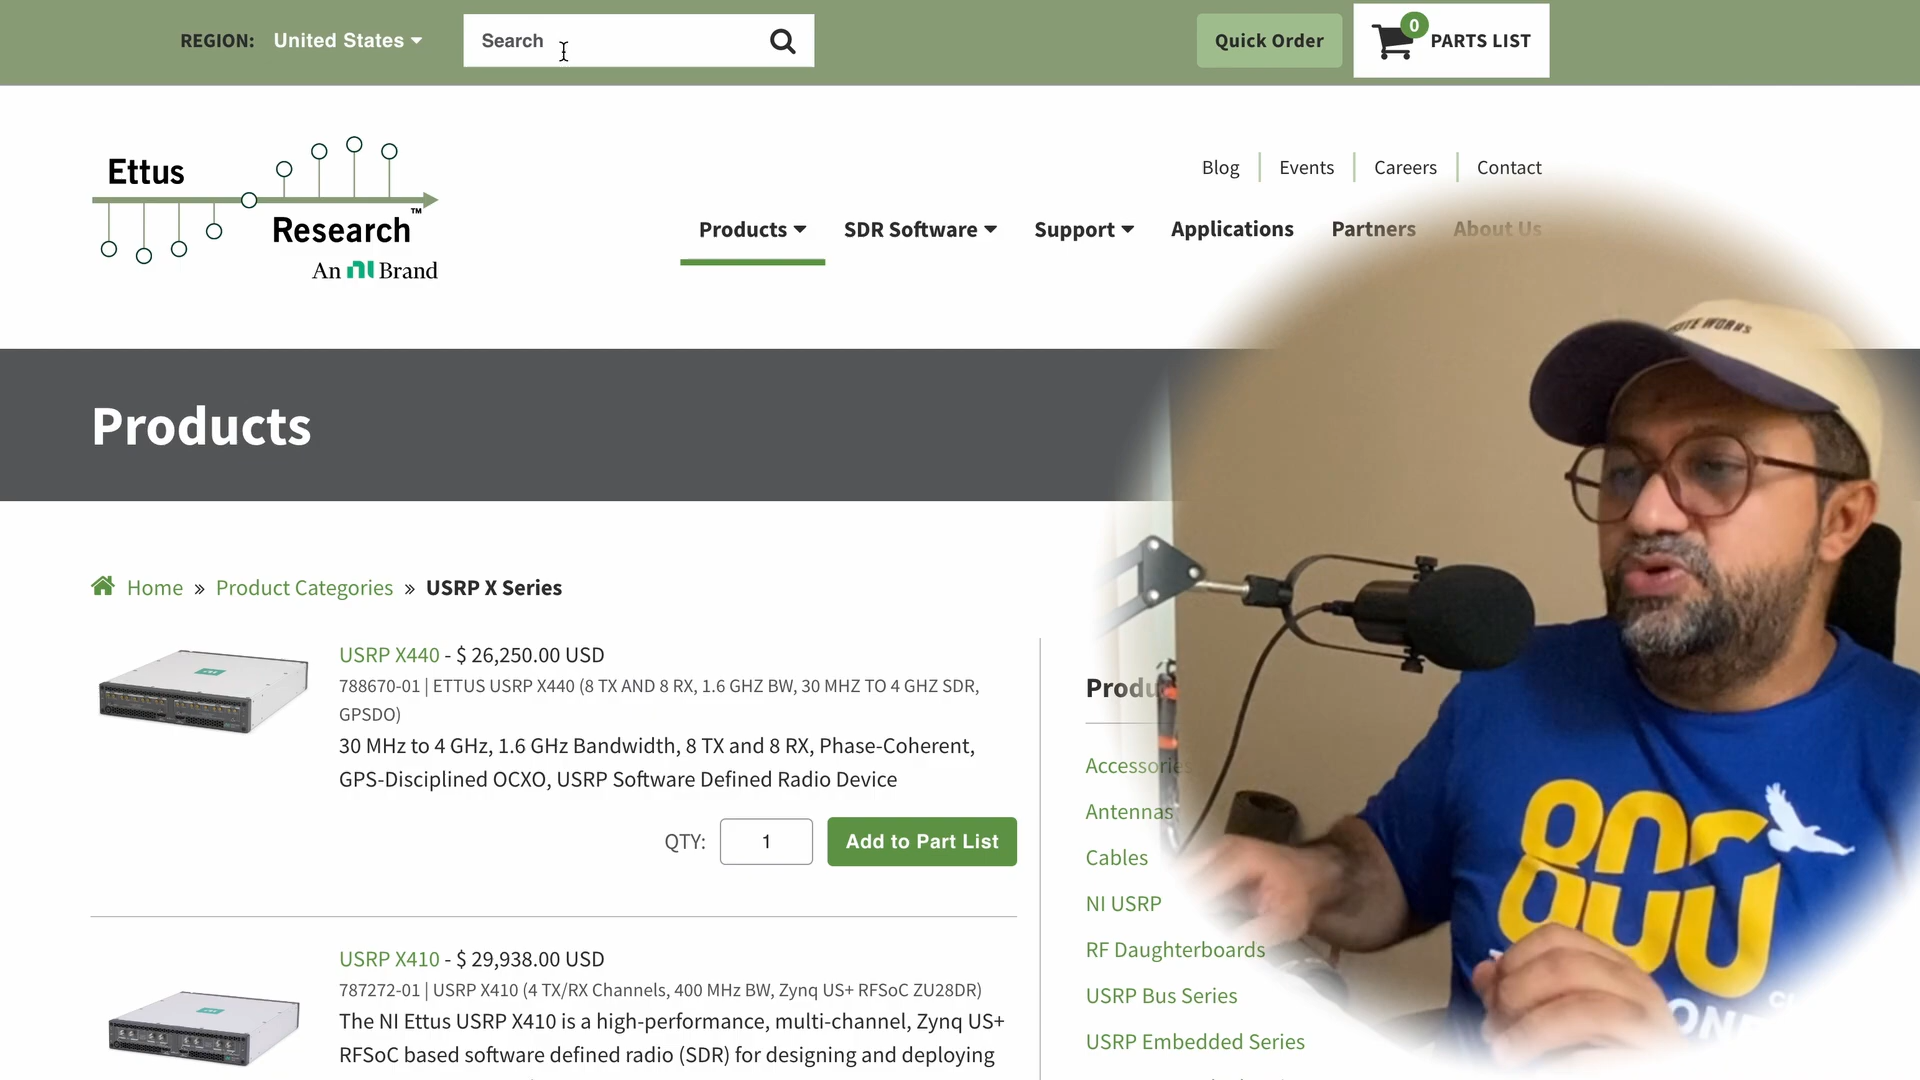 REGION: United States
Search
Quick Order
0
PARTS LIST
Ettus
Research™
An ni Brand
Blog
Events
Careers
Contact
Products
SDR Software
Support
Applications
Partners
About Us
Products
Home » Product Categories » USRP X Series
USRP X440 - $ 26,250.00 USD
788670-01 | ETTUS USRP X440 (8 TX AND 8 RX, 1.6 GHZ BW, 30 MHZ TO 4 GHZ SDR,
GPSDO)
30 MHz to 4 GHz, 1.6 GHz Bandwidth, 8 TX and 8 RX, Phase-Coherent,
GPS-Disciplined OCXO, USRP Software Defined Radio Device
QTY: 1
Add to Part List
USRP X410 - $ 29,938.00 USD
787272-01 | USRP X410 (4 TX/RX Channels, 400 MHz BW, Zynq US+ RFSoC ZU28DR)
The NI Ettus USRP X410 is a high-performance, multi-channel, Zynq US+
RFSoC based software defined radio (SDR) for designing and deploying
Produ
Accessories
Antennas
Cables
NI USRP
RF Daughterboards
USRP Bus Series
USRP Embedded Series
WORKS